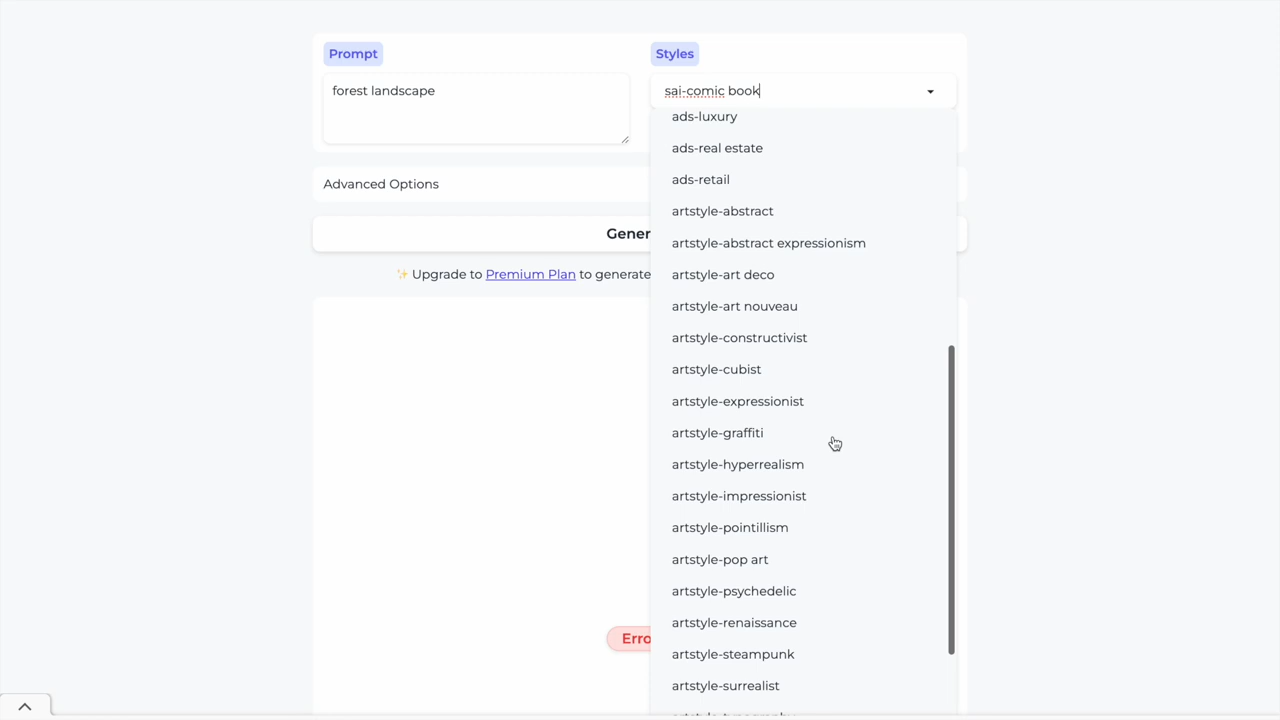 Prompt
Styles
forest landscape
sai-comic book
ads-luxury
ads-real estate
ads-retail
Advanced Options
artstyle-abstract
Gener
artstyle-abstract expressionism
✨ Upgrade to Premium Plan to generate
artstyle-art deco
artstyle-art nouveau
artstyle-constructivist
artstyle-cubist
artstyle-expressionist
artstyle-graffiti
artstyle-hyperrealism
artstyle-impressionist
artstyle-pointillism
artstyle-pop art
artstyle-psychedelic
artstyle-renaissance
Erro
artstyle-steampunk
artstyle-surrealist